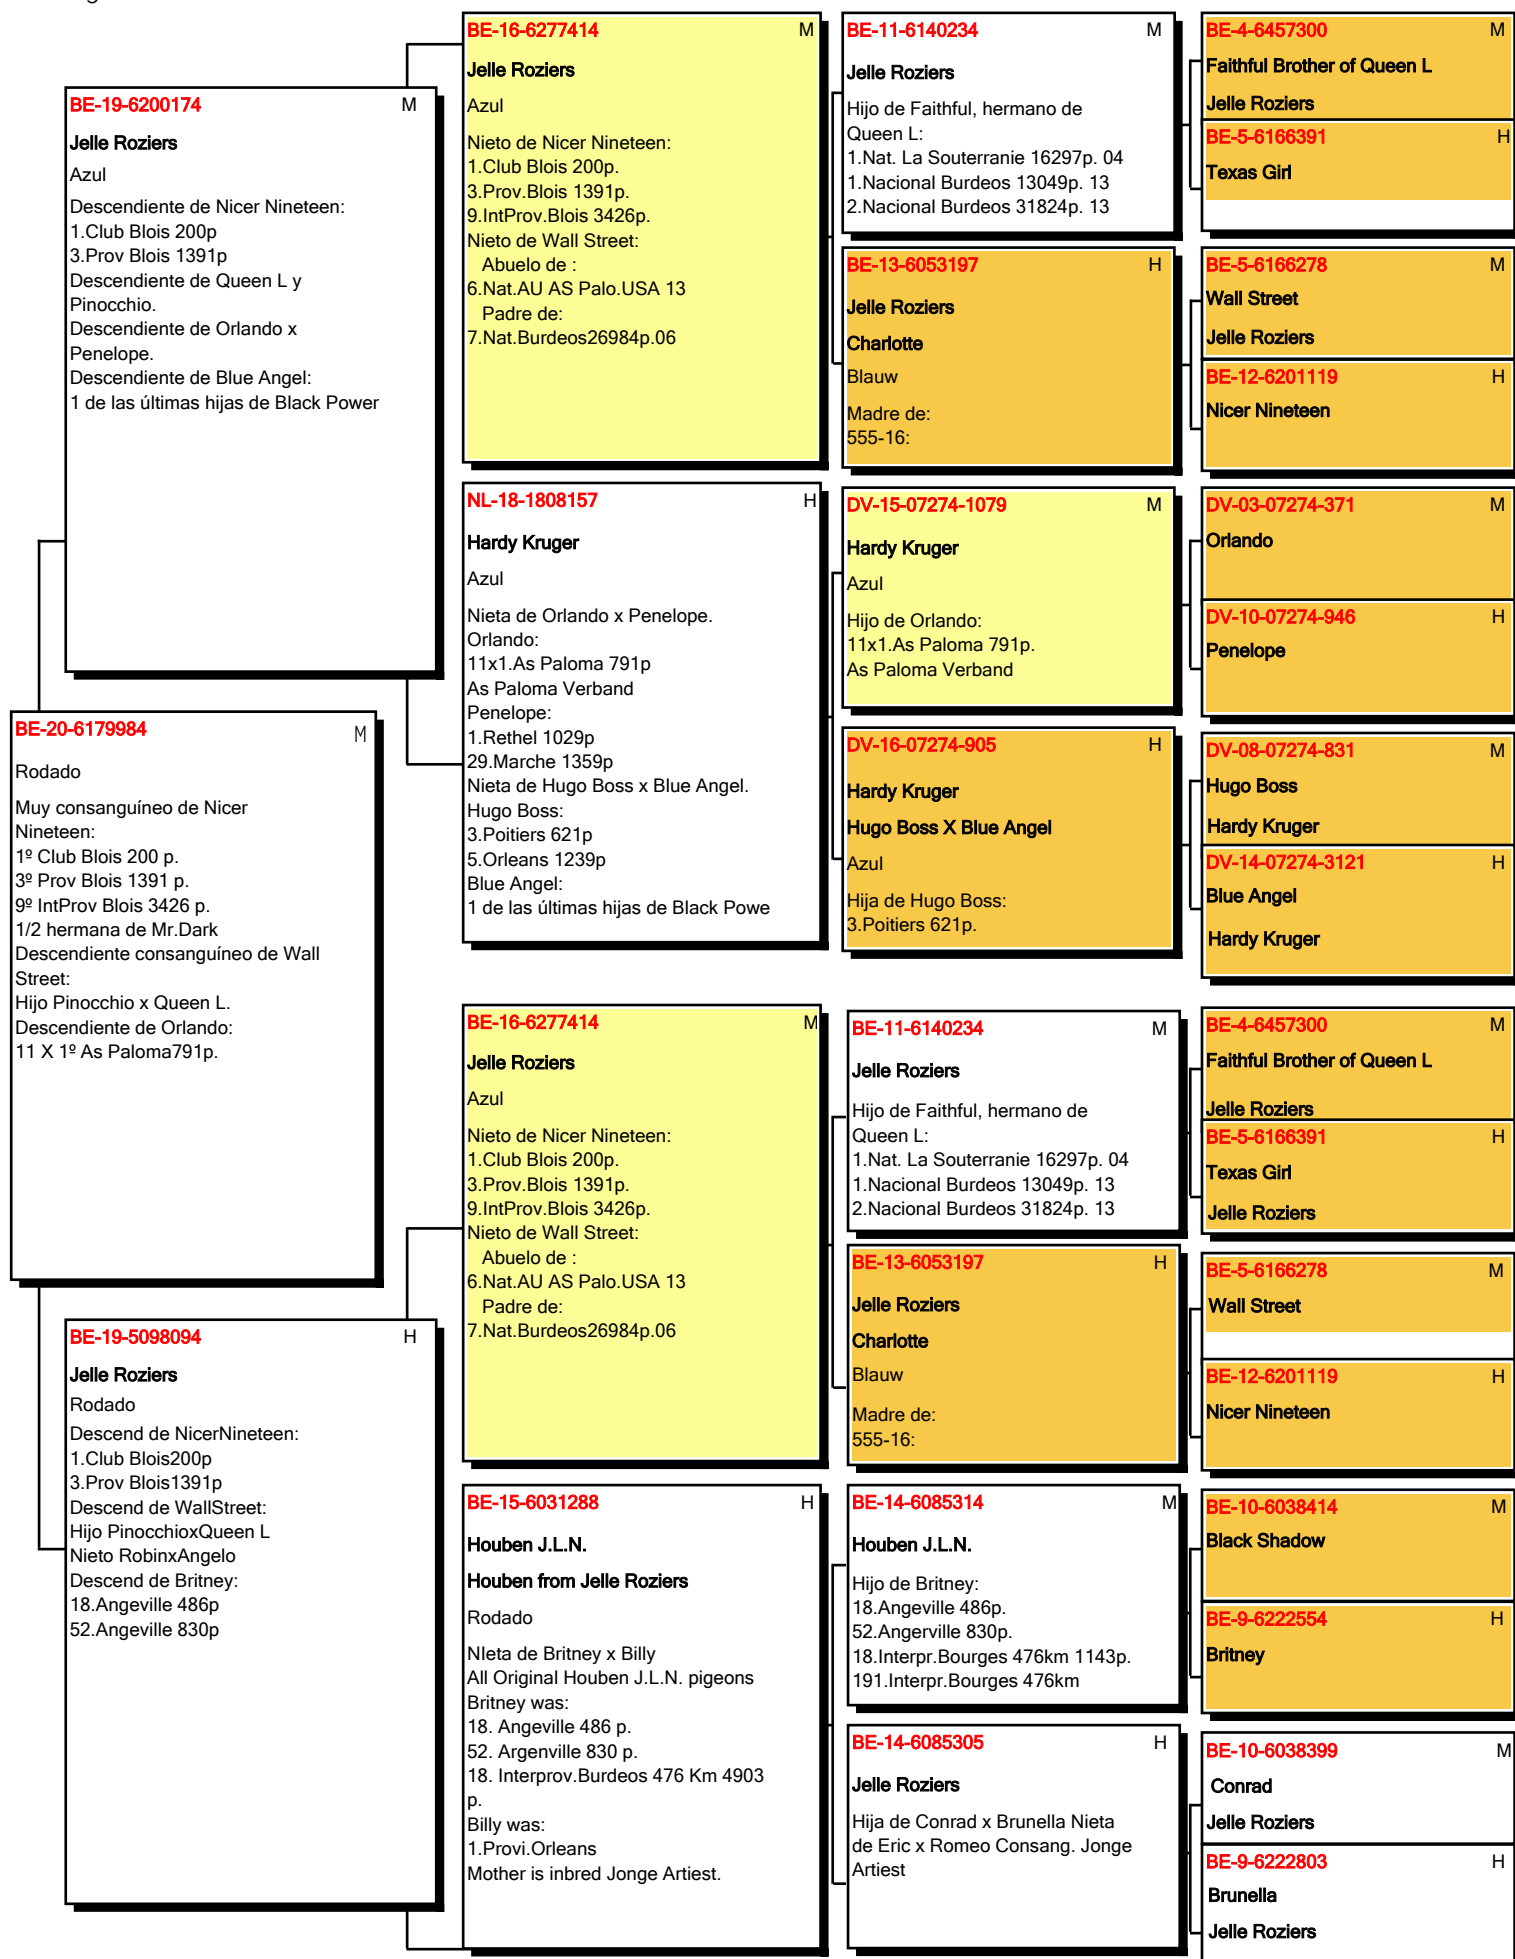 BE-20-6179984 M
Rodado
Muy consanguíneo de Nicer
Nineteen:
1º Club Blois 200 p.
3º Prov Blois 1391 p.
9º IntProv Blois 3426 p.
1/2 hermana de Mr.Dark
Descendiente consanguíneo de Wall
Street:
Hijo Pinocchio x Queen L.
Descendiente de Orlando:
11 X 1º As Paloma791p.
BE-19-6200174 M
Jelle Roziers
Azul
Descendiente de Nicer Nineteen:
1.Club Blois 200p
3.Prov Blois 1391p
Descendiente de Queen L y
Pinocchio.
Descendiente de Orlando x
Penelope.
Descendiente de Blue Angel:
1 de las últimas hijas de Black Power
BE-19-5098094 H
Jelle Roziers
Rodado
Descend de NicerNineteen:
1.Club Blois200p
3.Prov Blois1391p
Descend de WallStreet:
Hijo PinocchioxQueen L
Nieto RobinxAngelo
Descend de Britney:
18.Angeville 486p
52.Angeville 830p
BE-16-6277414 M
Jelle Roziers
Azul
Nieto de Nicer Nineteen:
1.Club Blois 200p.
3.Prov.Blois 1391p.
9.IntProv.Blois 3426p.
Nieto de Wall Street:
Abuelo de :
6.Nat.AU AS Palo.USA 13
Padre de:
7.Nat.Burdeos26984p.06
NL-18-1808157 H
Hardy Kruger
Azul
Nieta de Orlando x Penelope.
Orlando:
11x1.As Paloma 791p
As Paloma Verband
Penelope:
1.Rethel 1029p
29.Marche 1359p
Nieta de Hugo Boss x Blue Angel.
Hugo Boss:
3.Poitiers 621p
5.Orleans 1239p
Blue Angel:
1 de las últimas hijas de Black Powe
BE-16-6277414 M
Jelle Roziers
Azul
Nieto de Nicer Nineteen:
1.Club Blois 200p.
3.Prov.Blois 1391p.
9.IntProv.Blois 3426p.
Nieto de Wall Street:
Abuelo de :
6.Nat.AU AS Palo.USA 13
Padre de:
7.Nat.Burdeos26984p.06
BE-15-6031288 H
Houben J.L.N.
Houben from Jelle Roziers
Rodado
NIeta de Britney x Billy
All Original Houben J.L.N. pigeons
Britney was:
18. Angeville 486 p.
52. Argenville 830 p.
18. Interprov.Burdeos 476 Km 4903
p.
Billy was:
1.Provi.Orleans
Mother is inbred Jonge Artiest.
BE-11-6140234 M
Jelle Roziers
Hijo de Faithful, hermano de
Queen L:
1.Nat. La Souterranie 16297p. 04
1.Nacional Burdeos 13049p. 13
2.Nacional Burdeos 31824p. 13
BE-13-6053197 H
Jelle Roziers
Charlotte
Blauw
Madre de:
555-16:
DV-15-07274-1079 M
Hardy Kruger
Azul
Hijo de Orlando:
11x1.As Paloma 791p.
As Paloma Verband
DV-16-07274-905 H
Hardy Kruger
Hugo Boss X Blue Angel
Azul
Hija de Hugo Boss:
3.Poitiers 621p.
BE-11-6140234 M
Jelle Roziers
Hijo de Faithful, hermano de
Queen L:
1.Nat. La Souterranie 16297p. 04
1.Nacional Burdeos 13049p. 13
2.Nacional Burdeos 31824p. 13
BE-13-6053197 H
Jelle Roziers
Charlotte
Blauw
Madre de:
555-16:
BE-14-6085314 M
Houben J.L.N.
Hijo de Britney:
18.Angeville 486p.
52.Angerville 830p.
18.Interpr.Bourges 476km 1143p.
191.Interpr.Bourges 476km
BE-14-6085305 H
Jelle Roziers
Hija de Conrad x Brunella Nieta
de Eric x Romeo Consang. Jonge
Artiest
BE-4-6457300 M
Faithful Brother of Queen L
Jelle Roziers
BE-5-6166391 H
Texas Girl
BE-5-6166278 M
Wall Street
Jelle Roziers
BE-12-6201119 H
Nicer Nineteen
DV-03-07274-371 M
Orlando
DV-10-07274-946 H
Penelope
DV-08-07274-831 M
Hugo Boss
Hardy Kruger
DV-14-07274-3121 H
Blue Angel
Hardy Kruger
BE-4-6457300 M
Faithful Brother of Queen L
Jelle Roziers
BE-5-6166391 H
Texas Girl
Jelle Roziers
BE-5-6166278 M
Wall Street
BE-12-6201119 H
Nicer Nineteen
BE-10-6038414 M
Black Shadow
BE-9-6222554 H
Britney
BE-10-6038399 M
Conrad
Jelle Roziers
BE-9-6222803 H
Brunella
Jelle Roziers